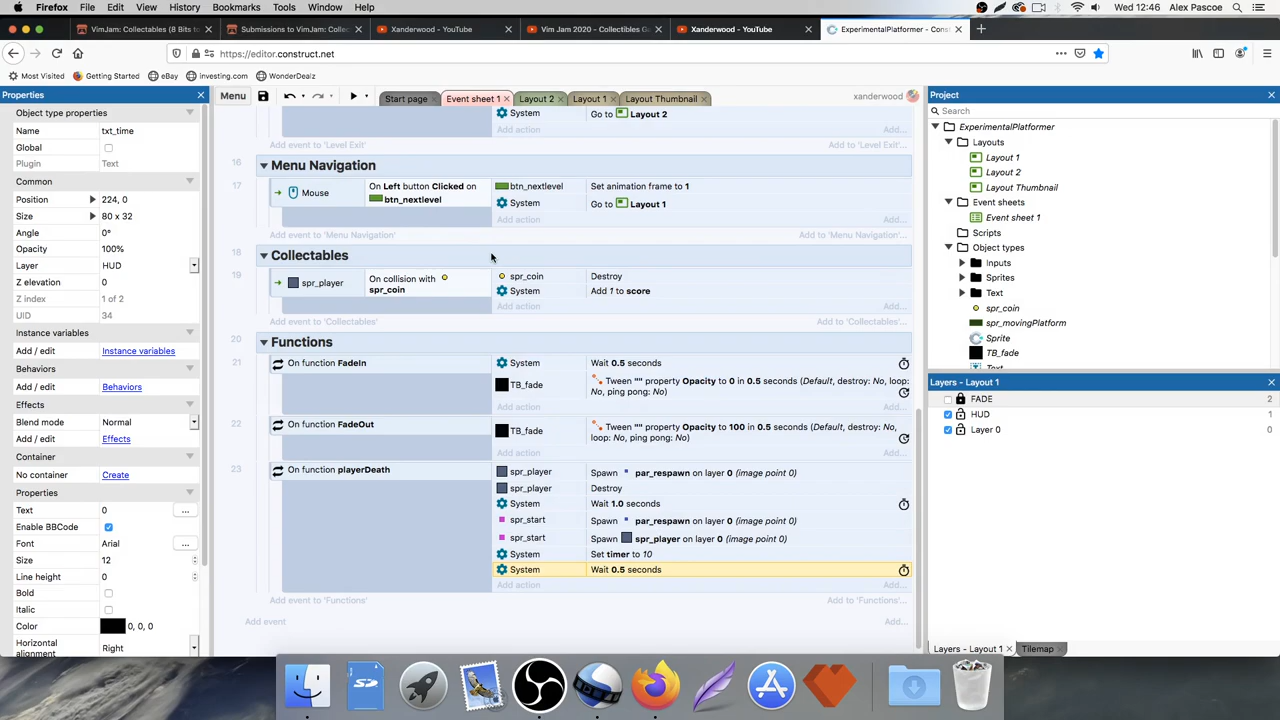 Firefox File Edit View History Bookmarks Tools Window Help Wed 12:46 Alex Pascoe
VimJam: Collectables (8 Bits to Submissions to VimJam: Collec Xanderwood - YouTube Vim Jam 2020 - Collectibles Ga Xanderwood - YouTube ExperimentalPlatformer - Cons
https://editor.construct.net
Most Visited Getting Started eBay investing.com WonderDealz
Properties
Object type properties
Name txt_time
Global
Plugin Text
Common
Position 224, 0
Size 80 x 32
Angle 0°
Opacity 100%
Layer HUD
Z elevation 0
Z index 1 of 2
UID 34
Instance variables
Add / edit Instance variables
Behaviors
Add / edit Behaviors
Effects
Blend mode Normal
Add / edit Effects
Container
No container Create
Properties
Text 0 ...
Enable BBCode
Font Arial ...
Size 12
Line height 0
Bold
Italic
Color 0, 0, 0
Horizontal
alignment Right
Menu Start page Event sheet 1 Layout 2 Layout 1 Layout Thumbnail xanderwood
System Go to Layout 2
Add action Add...
Add event to 'Level Exit' Add to 'Level Exit'...
16 Menu Navigation
17 Mouse On Left button Clicked on
btn_nextlevel
btn_nextlevel Set animation frame to 1
System Go to Layout 1
Add action Add...
Add event to 'Menu Navigation' Add to 'Menu Navigation'...
18 Collectables
19 spr_player On collision with
spr_coin
spr_coin Destroy
System Add 1 to score
Add action Add...
Add event to 'Collectables' Add to 'Collectables'...
20 Functions
21 On function FadeIn System Wait 0.5 seconds
TB_fade Tween "" property Opacity to 0 in 0.5 seconds (Default, destroy: No, loop:
No, ping pong: No)
Add action Add...
22 On function FadeOut TB_fade Tween "" property Opacity to 100 in 0.5 seconds (Default, destroy: No,
loop: No, ping pong: No)
Add action Add...
23 On function playerDeath spr_player Spawn par_respawn on layer 0 (image point 0)
spr_player Destroy
System Wait 1.0 seconds
spr_start Spawn par_respawn on layer 0 (image point 0)
spr_start Spawn spr_player on layer 0 (image point 0)
System Set timer to 10
System Wait 0.5 seconds
Add action Add...
Add event to 'Functions' Add to 'Functions'...
Add event Add...
Project
Search
ExperimentalPlatformer
Layouts
Layout 1
Layout 2
Layout Thumbnail
Event sheets
Event sheet 1
Scripts
Object types
Inputs
Sprites
Text
spr_coin
spr_movingPlatform
Sprite
TB_fade
Text
Layers - Layout 1
FADE 2
HUD 1
Layer 0 0
Layers - Layout 1 Tilemap